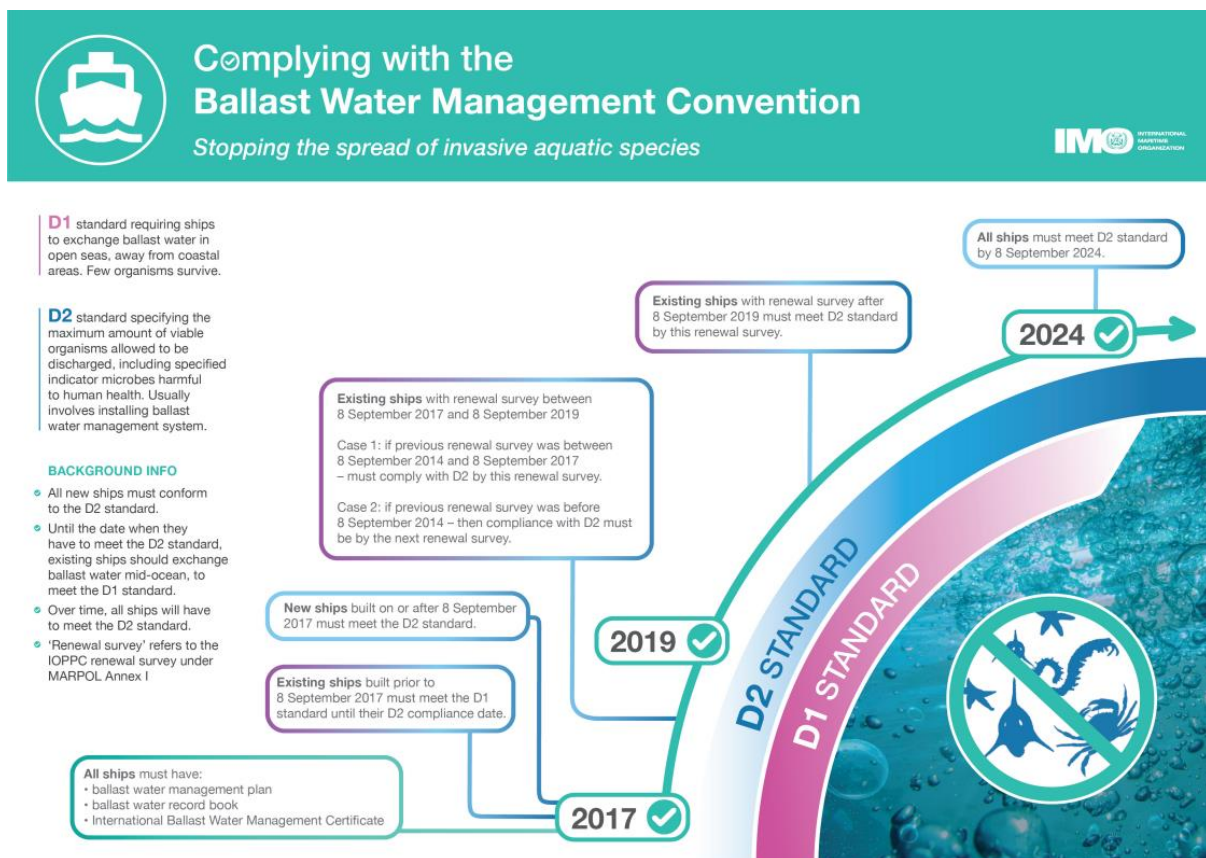 Complying with the
Ballast Water Management Convention
Stopping the spread of invasive aquatic species
IMO
INTERNATIONAL
MARITIME
ORGANIZATION
D1 standard requiring ships
to exchange ballast water in
open seas, away from coastal
areas. Few organisms survive.
D2 standard specifying the
maximum amount of viable
organisms allowed to be
discharged, including specified
indicator microbes harmful
to human health. Usually
involves installing ballast
water management system.
BACKGROUND INFO
All new ships must conform
to the D2 standard.
Until the date when they
have to meet the D2 standard,
existing ships should exchange
ballast water mid-ocean, to
meet the D1 standard.
Over time, all ships will have
to meet the D2 standard.
'Renewal survey' refers to the
IOPPC renewal survey under
MARPOL Annex I
All ships must meet D2 standard
by 8 September 2024.
2024
Existing ships with renewal survey after
8 September 2019 must meet D2 standard
by this renewal survey.
Existing ships with renewal survey between
8 September 2017 and 8 September 2019
Case 1: if previous renewal survey was between
8 September 2014 and 8 September 2017
– must comply with D2 by this renewal survey.
Case 2: if previous renewal survey was before
8 September 2014 – then compliance with D2 must
be by the next renewal survey.
2019
New ships built on or after 8 September
2017 must meet the D2 standard.
Existing ships built prior to
8 September 2017 must meet the D1
standard until their D2 compliance date.
All ships must have:
• ballast water management plan
• ballast water record book
• International Ballast Water Management Certificate
2017
D2 STANDARD
D1 STANDARD